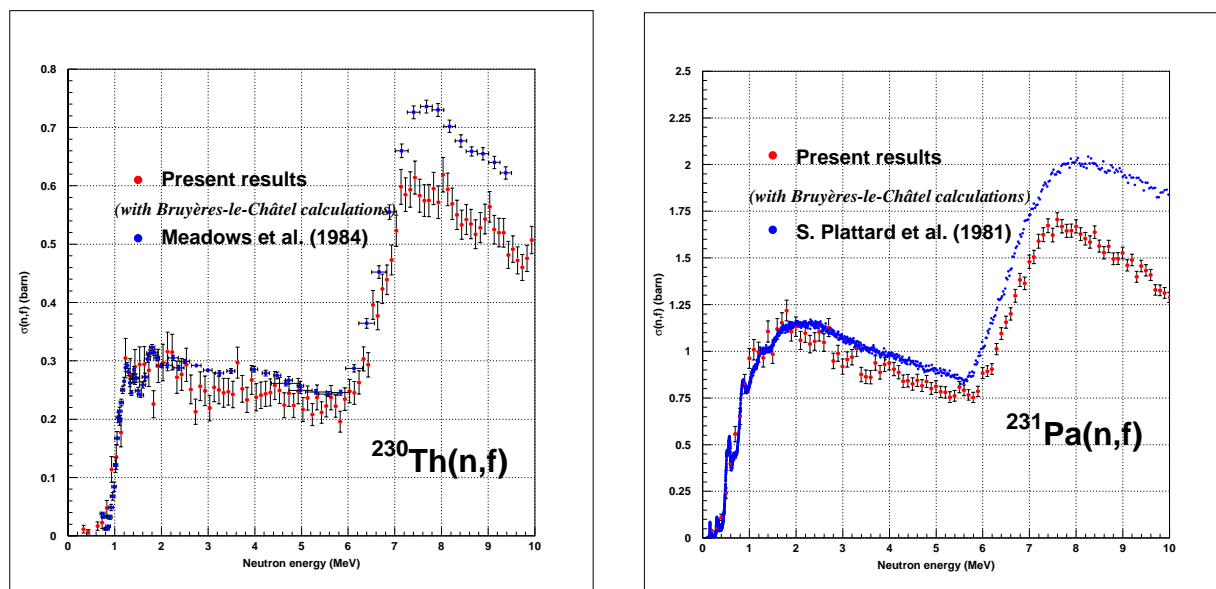 0.8
0.7
0.6
0.5
0.4
0.3
0.2
0.1
0
σ(n,f) (barn)
Present results
(with Bruyères-le-Châtel calculations)
Meadows et al. (1984)
230Th(n,f)
0 1 2 3 4 5 6 7 8 9 10
Neutron energy (MeV)
2.5
2.25
2
1.75
1.5
1.25
1
0.75
0.5
0.25
0
σ(n,f) (barn)
Present results
(with Bruyères-le-Châtel calculations)
S. Plattard et al. (1981)
231Pa(n,f)
0 1 2 3 4 5 6 7 8 9 10
Neutron energy (MeV)